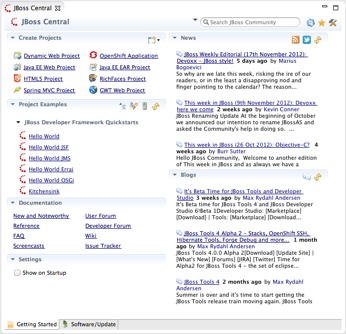 JBoss Central
JBoss Central
Search JBoss Community
Create Projects
Dynamic Web Project
OpenShift Application
Java EE Web Project
Java EE EAR Project
HTML5 Project
RichFaces Project
Spring MVC Project
GWT Web Project
Project Examples
JBoss Developer Framework Quickstarts
Hello World
Hello World JSF
Hello World JMS
Hello World Errai
Hello World OSGi
Kitchensink
Documentation
New and Noteworthy
User Forum
Reference
Developer Forum
FAQ
Wiki
Screencasts
Issue Tracker
Settings
Show on Startup
News
JBoss Weekly Editorial (17th November 2012):
Devoxx - JBoss style! 5 days ago by Marius
Bogoevici
So why are we late this week, risking the ire of our
readers, or in the least a disapproving nod and
finger pointing to the calendar? The reason...
This week in JBoss (9th November 2012): Devoxx
here we come 2 weeks ago by Kevin Conner
JBoss Renaming Update At the beginning of October
we announced our intention to rename JBossAS and
asked the Community's help in doing so. ...
This week in JBoss (26 Oct 2012): Objective-C?
4
weeks ago by Burr Sutter
Hello JBoss Community, Welcome to another edition
of This week in JBoss and as always we have a
Blogs
It's Beta Time for JBoss Tools and Developer
Studio 3 weeks ago by Max Rydahl Andersen
It's Beta time for JBoss Tools 4 and JBoss Developer
Studio 6!Beta 1Developer Studio: [Marketplace]
[Download] JBoss Tools: [Marketplace] [Download...
JBoss Tools 4 Alpha 2 - Stacks, OpenShift SSH,
Hibernate Tools, Forge Debug and more... 1 month
ago by Max Rydahl Andersen
JBoss Tools 4.0.0 Alpha 2[Download] [Update Site] |
[What's New] [Forums] [JIRA] [Twitter] Time for
Alpha2 for JBoss Tools 4 - the set of eclipse...
JBoss Tools 4 2 months ago by Max Rydahl
Andersen
Summer is over and it's time to start getting the
JBoss Tools release train moving again. JBoss Tools
Getting Started
Software/Update